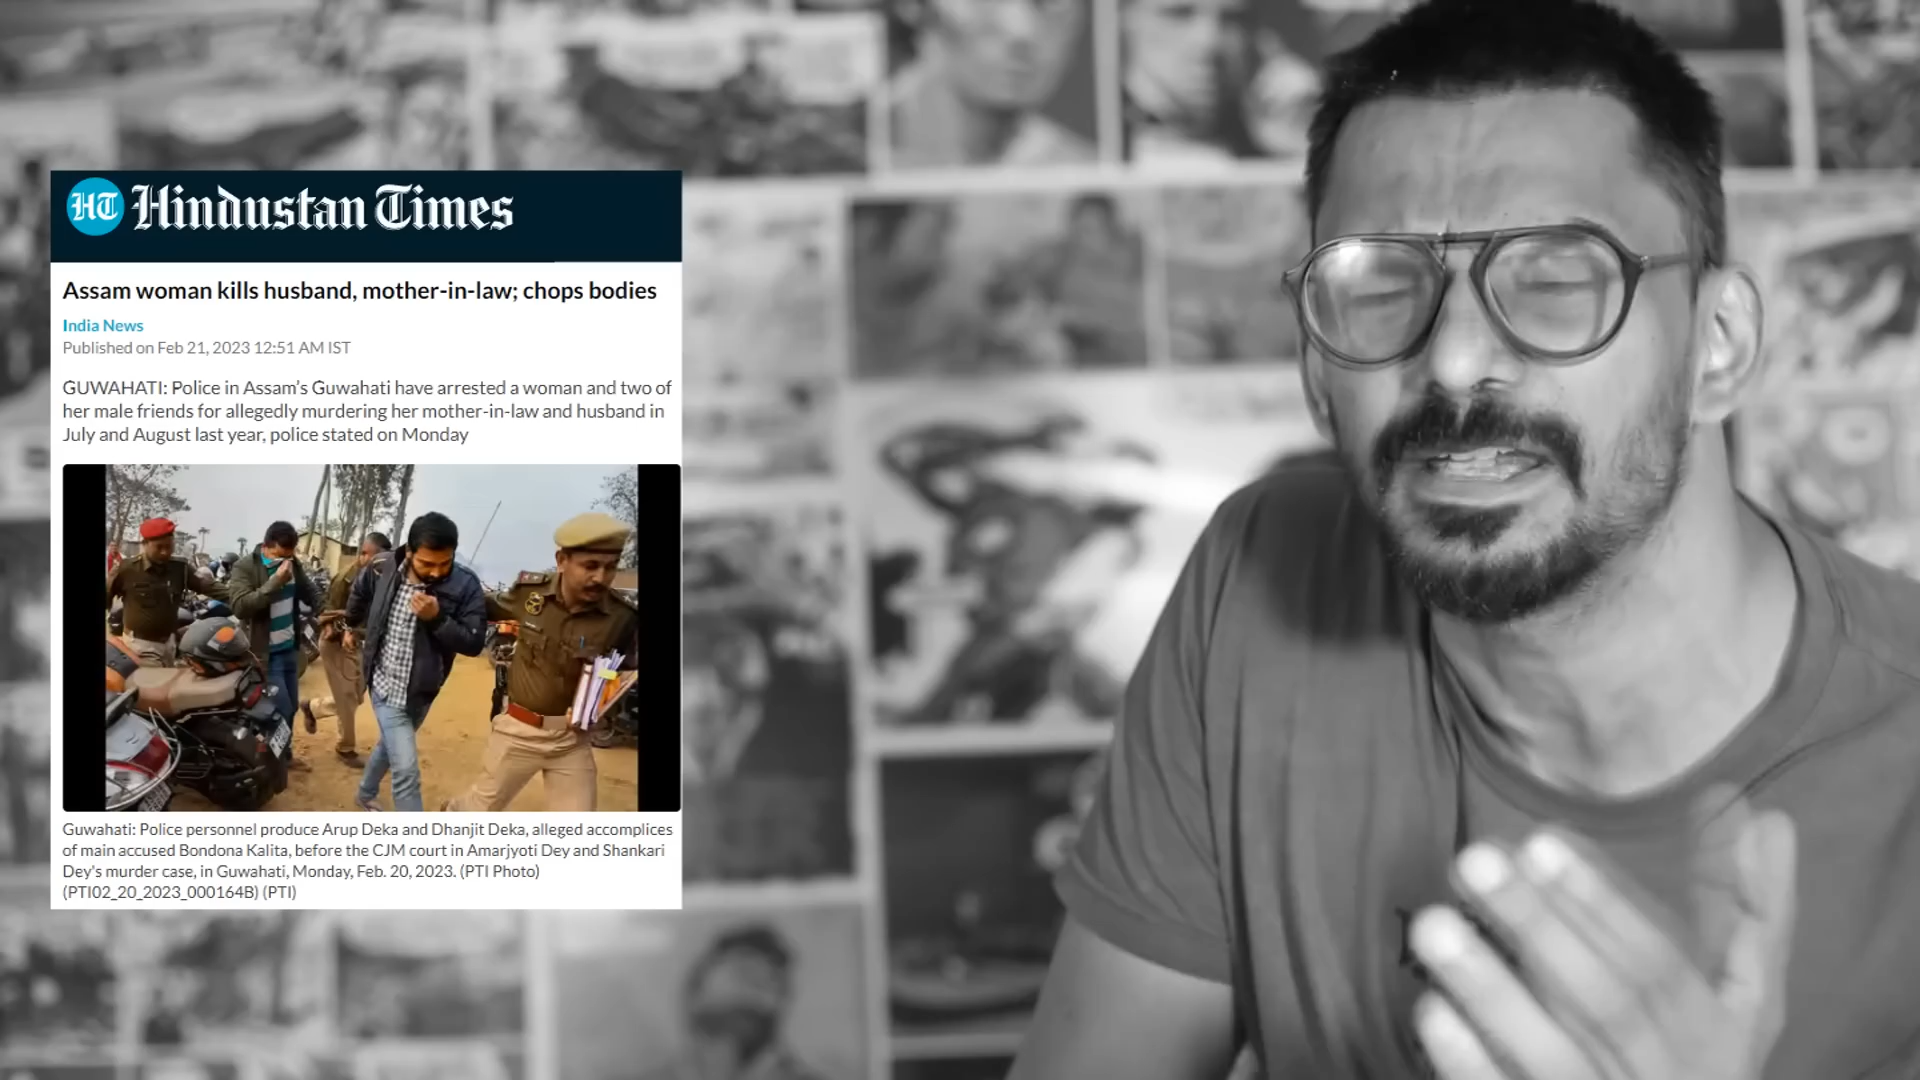 HT Hindustan Times
Assam woman kills husband, mother-in-law; chops bodies
India News
Published on Feb 21, 2023 12:51 AM IST
GUWAHATI: Police in Assam's Guwahati have arrested a woman and two of
her male friends for allegedly murdering her mother-in-law and husband in
July and August last year, police stated on Monday
Guwahati: Police personnel produce Arup Deka and Dhanjit Deka, alleged accomplices
of main accused Bondona Kalita, before the CJM court in Amarjyoti Dey and Shankari
Dey's murder case, in Guwahati, Monday, Feb. 20, 2023. (PTI Photo)
(PTI02_20_2023_000164B) (PTI)